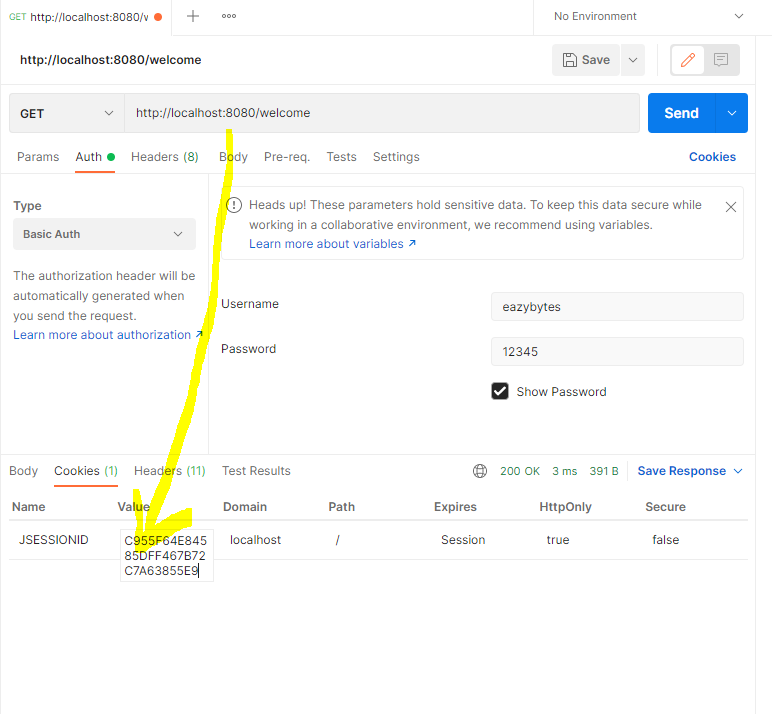 GET http://localhost:8080/v
No Environment
http://localhost:8080/welcome
Save
GET http://localhost:8080/welcome
Send
Params Auth Headers (8) Body Pre-req. Tests Settings Cookies
Type
Basic Auth
The authorization header will be
automatically generated when
you send the request.
Learn more about authorization ↗
Heads up! These parameters hold sensitive data. To keep this data secure while
working in a collaborative environment, we recommend using variables.
Learn more about variables ↗
Username eazybytes
Password 12345
Show Password
Body Cookies (1) Headers (11) Test Results 200 OK 3 ms 391 B Save Response
Name Value Domain Path Expires HttpOnly Secure
JSESSIONID C955F64E845 localhost / Session true false
85DFF467B72
C7A63855E9